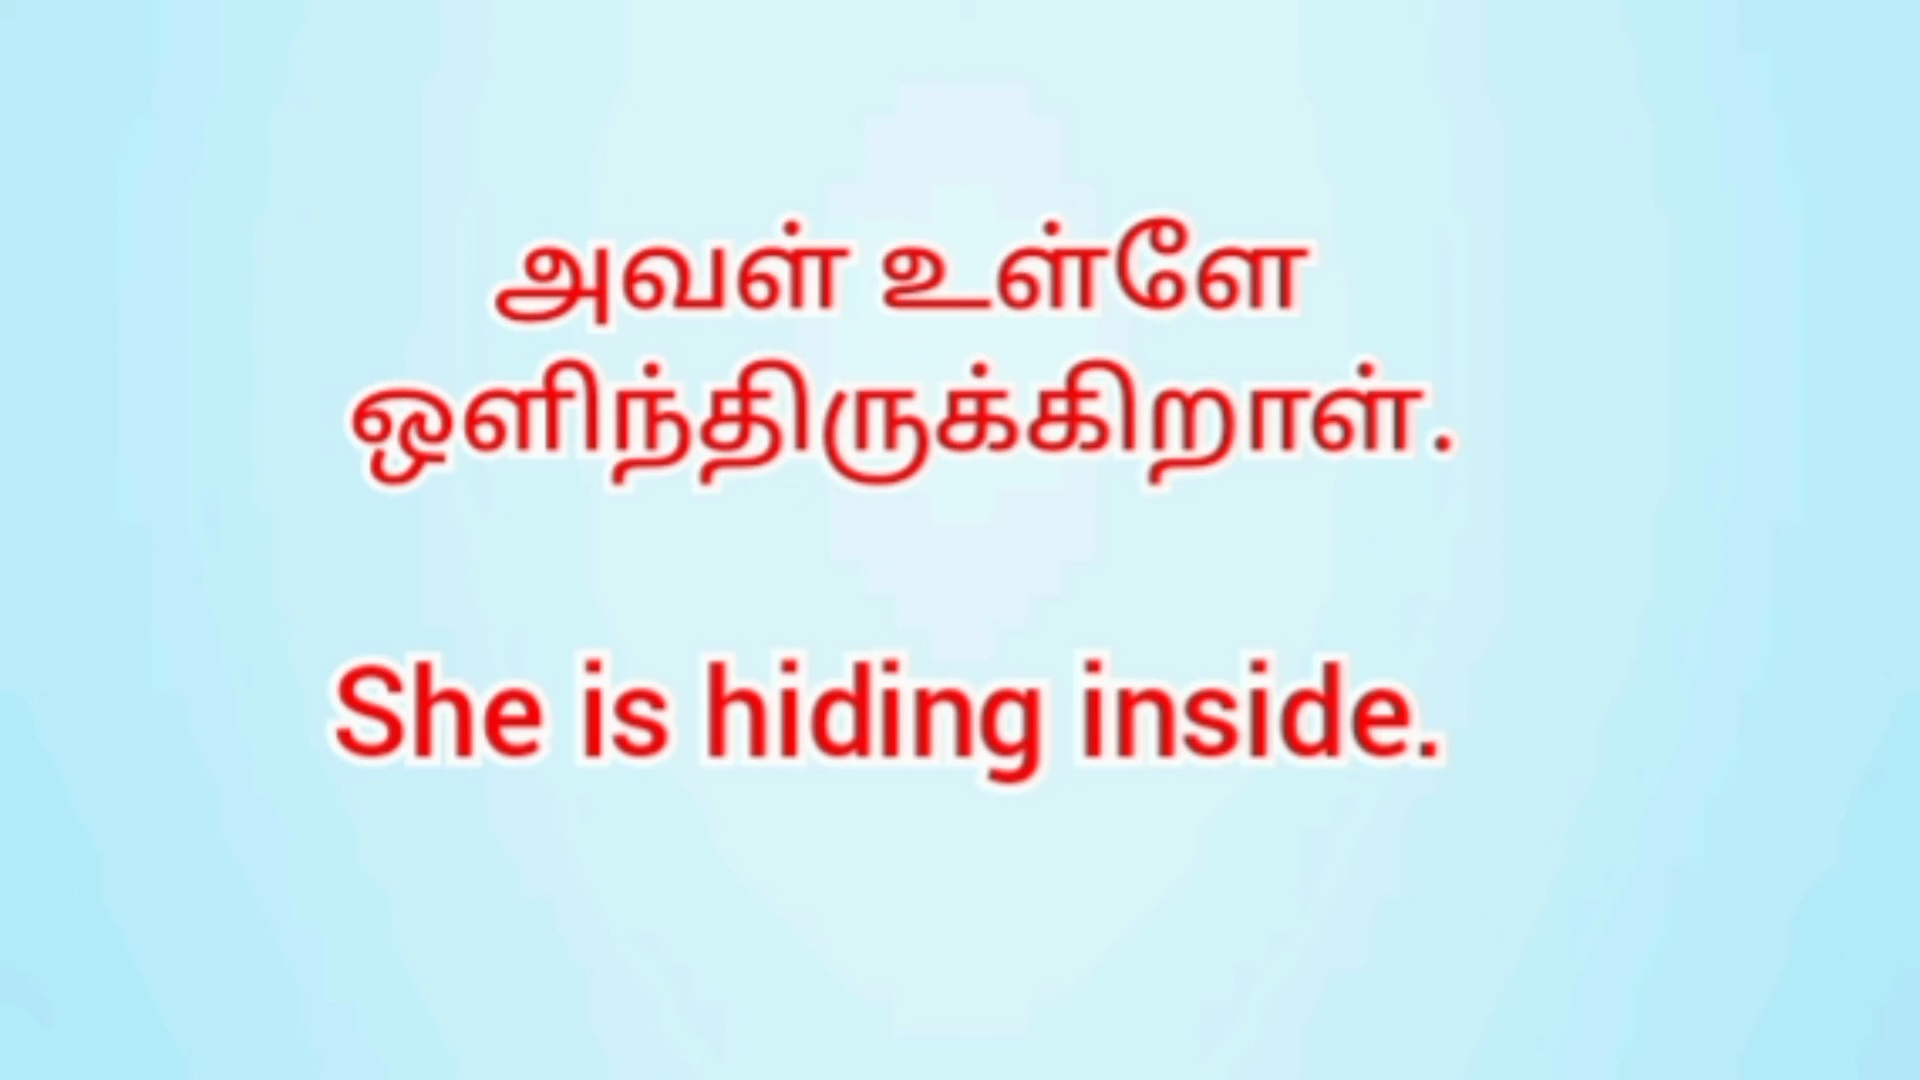 அவள் உள்ளே
ஒளிந்திருக்கிறாள்.
She is hiding inside.